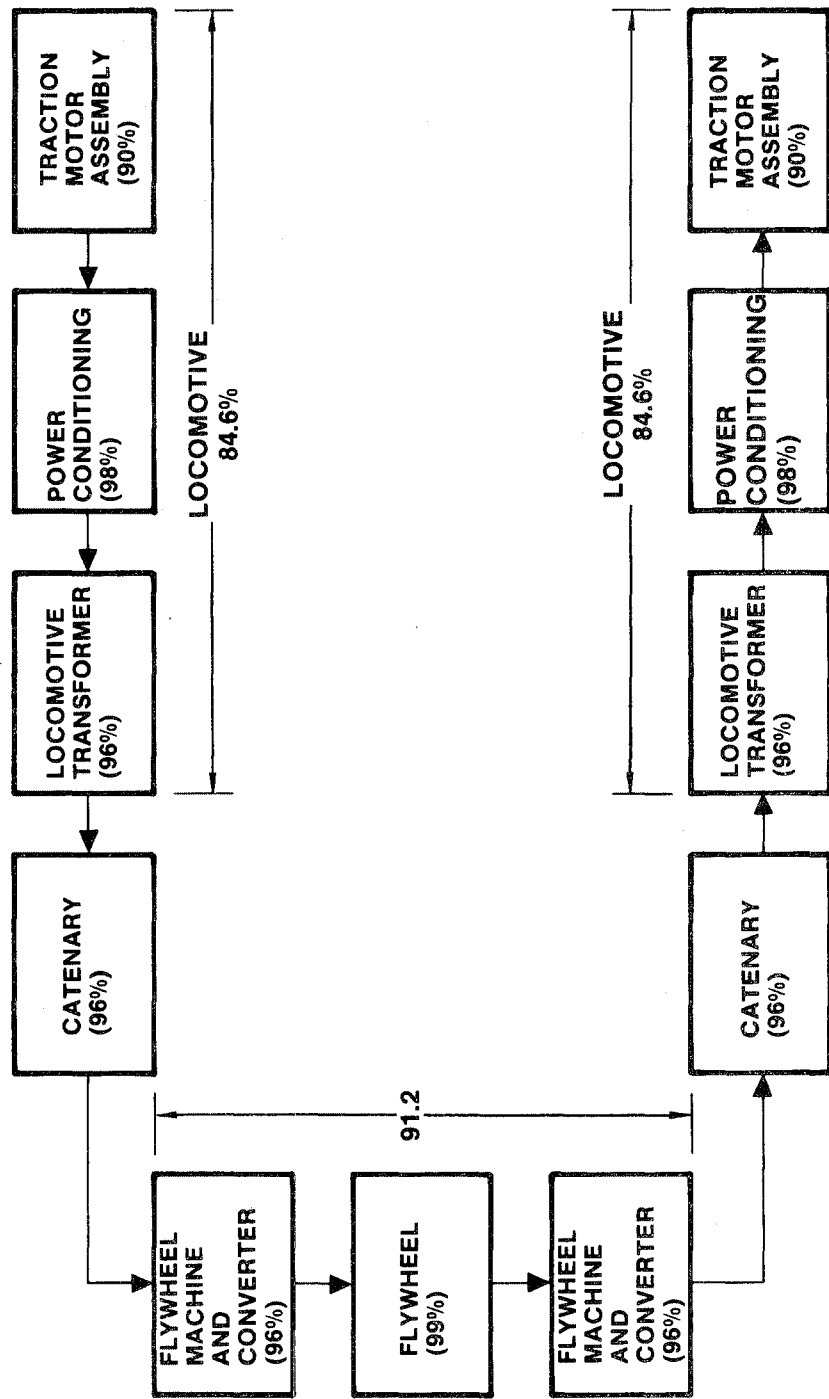 CATENARY
(96%)
LOCOMOTIVE
TRANSFORMER
(96%)
POWER
CONDITIONING
(98%)
TRACTION
MOTOR
ASSEMBLY
(90%)
LOCOMOTIVE
84.6%
FLYWHEEL
MACHINE
AND
CONVERTER
(96%)
FLYWHEEL
(99%)
91.2
FLYWHEEL
MACHINE
AND
CONVERTER
(96%)
LOCOMOTIVE
84.6%
CATENARY
(96%)
LOCOMOTIVE
TRANSFORMER
(96%)
POWER
CONDITIONING
(98%)
TRACTION
MOTOR
ASSEMBLY
(90%)